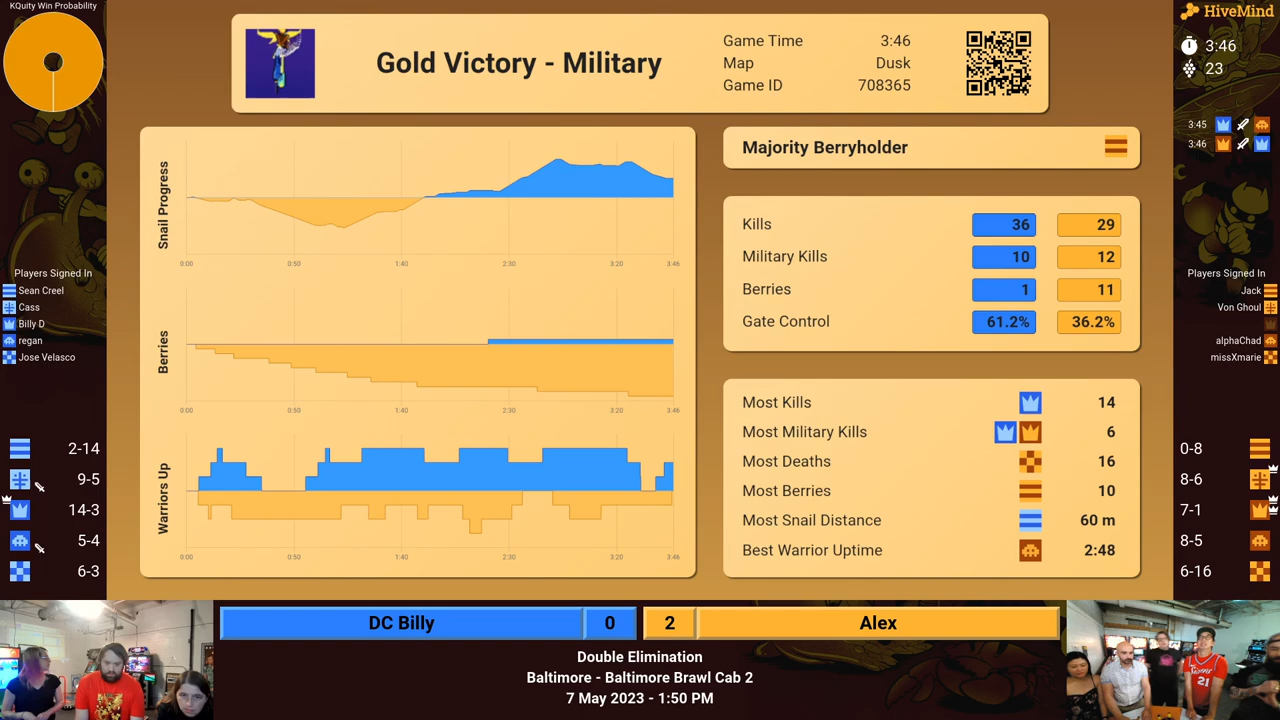 KQuity Win Probability
HiveMind
3:46
23
3:45
3:46
Gold Victory - Military
Game Time 3:46
Map Dusk
Game ID 708365
Snail Progress
0:00 0:50 1:40 2:30 3:20 3:46
Berries
0:00 0:50 1:40 2:30 3:20 3:46
Warriors Up
0:00 0:50 1:40 2:30 3:20 3:46
Majority Berryholder
Kills 36 29
Military Kills 10 12
Berries 1 11
Gate Control 61.2% 36.2%
Most Kills 14
Most Military Kills 6
Most Deaths 16
Most Berries 10
Most Snail Distance 60 m
Best Warrior Uptime 2:48
Players Signed In
Sean Creel
Cass
Billy D
regan
Jose Velasco
2-14
9-5
14-3
5-4
6-3
Players Signed In
Jack
Von Ghoul
alphaChad
missXmarie
0-8
8-6
7-1
8-5
6-16
DC Billy 0 2 Alex
Double Elimination
Baltimore - Baltimore Brawl Cab 2
7 May 2023 - 1:50 PM
21